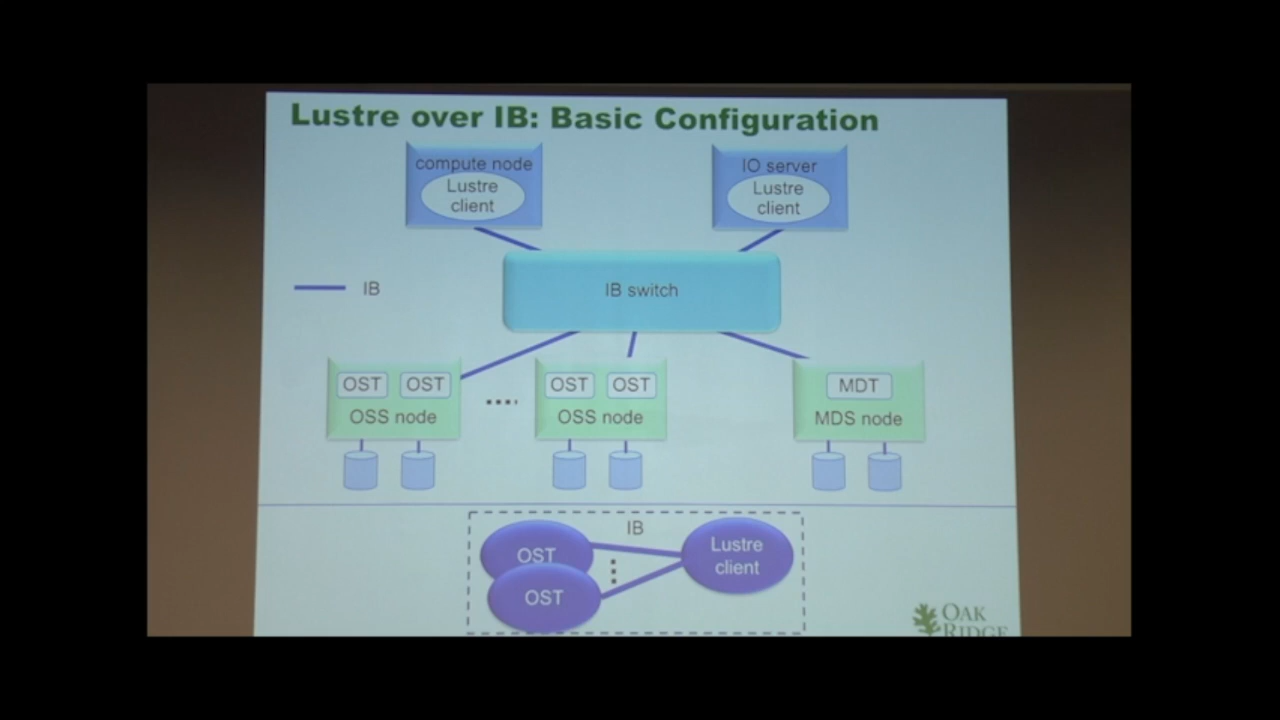 Lustre over IB: Basic Configuration
compute node
Lustre
client
IO server
Lustre
client
IB
IB switch
OST OST
OSS node
OST OST
OSS node
MDT
MDS node
IB
OST
OST
Lustre
client
OAK
RIDGE